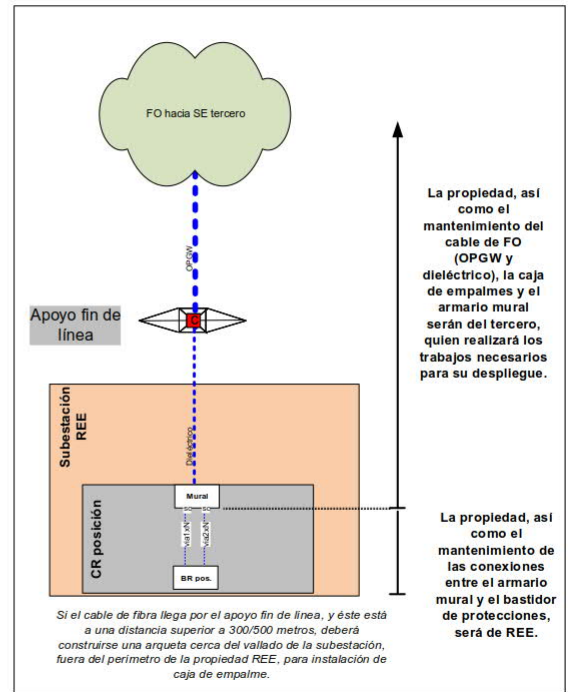 FO hacia SE tercero
OPGW
Apoyo fin de
línea
C
Dieléctrico
Subestación
REE
CR posición
Mural
sc
sc
vía1xN
vía2xN
BR pos.
La propiedad, así
como el
mantenimiento del
cable de FO
(OPGW y
dieléctrico), la caja
de empalmes y el
armario mural
serán del tercero,
quien realizará los
trabajos necesarios
para su despliegue.
La propiedad, así
como el
mantenimiento de
las conexiones
entre el armario
mural y el bastidor
de protecciones,
será de REE.
Si el cable de fibra llega por el apoyo fin de línea, y éste está
a una distancia superior a 300/500 metros, deberá
construirse una arqueta cerca del vallado de la subestación,
fuera del perímetro de la propiedad REE, para instalación de
caja de empalme.